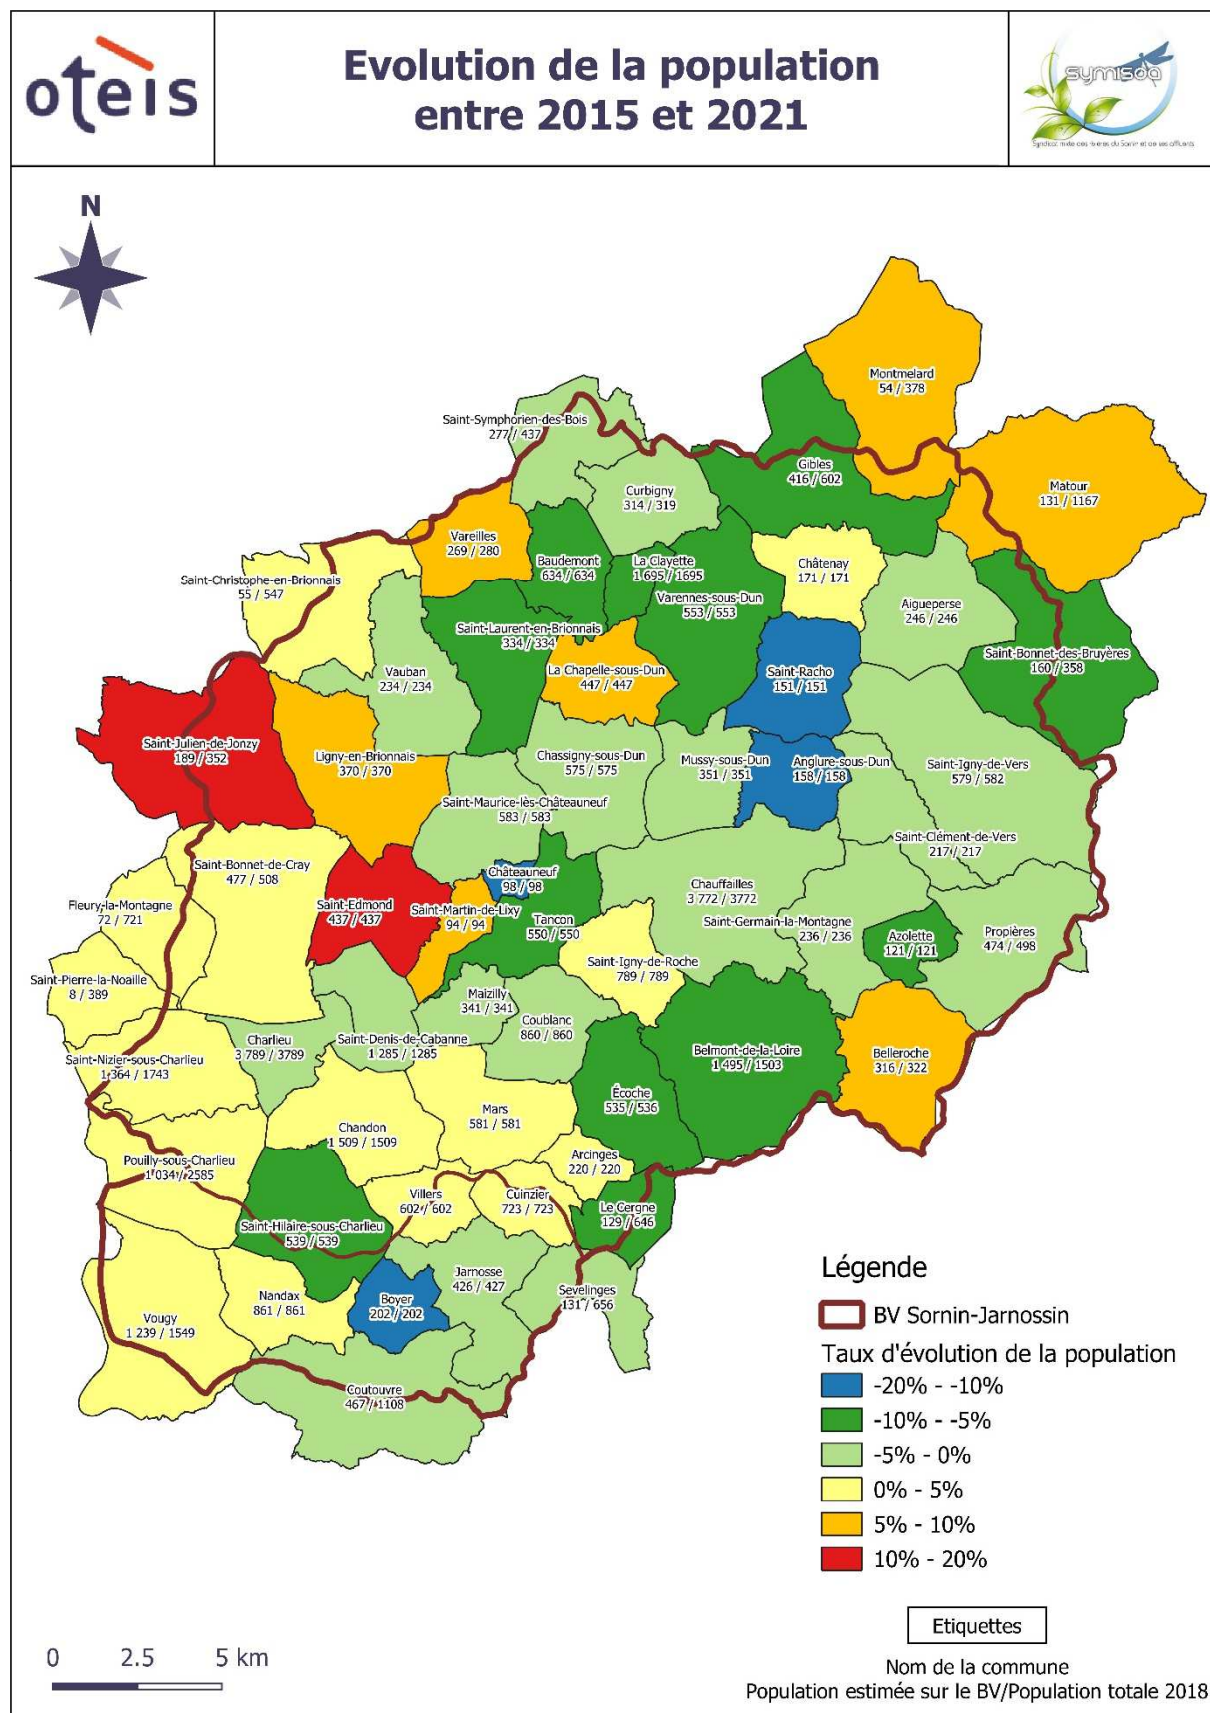 oteis
Evolution de la population
entre 2015 et 2021
symisoa
Syndicat mixte des rivières du Sornin et de ses affluents
N
Montmelard
54 / 378
Saint-Symphorien-des-Bois
277 / 437
Gibles
416 / 602
Matour
131 / 1167
Curbigny
314 / 319
Vareilles
269 / 280
Baudemont
634 / 634
La Clayette
1 695 / 1695
Châtenay
171 / 171
Saint-Christophe-en-Brionnais
55 / 547
Varennes-sous-Dun
553 / 553
Aigueperse
246 / 246
Saint-Laurent-en-Brionnais
334 / 334
Saint-Bonnet-des-Bruyères
160 / 358
Vauban
234 / 234
La Chapelle-sous-Dun
447 / 447
Saint-Racho
151 / 151
Saint-Julien-de-Jonzy
189 / 352
Ligny-en-Brionnais
370 / 370
Chassigny-sous-Dun
575 / 575
Mussy-sous-Dun
351 / 351
Anglure-sous-Dun
158 / 158
Saint-Igny-de-Vers
579 / 582
Saint-Maurice-lès-Châteauneuf
583 / 583
Saint-Clément-de-Vers
217 / 217
Saint-Bonnet-de-Cray
477 / 508
Châteauneuf
98 / 98
Chauffailles
3 772 / 3772
Fleury-la-Montagne
72 / 721
Saint-Edmond
437 / 437
Saint-Martin-de-Lixy
94 / 94
Tancon
550 / 550
Saint-Germain-la-Montagne
236 / 236
Azolette
121 / 121
Propières
474 / 498
Saint-Pierre-la-Noaille
8 / 389
Saint-Igny-de-Roche
789 / 789
Maizilly
341 / 341
Coublanc
860 / 860
Charlieu
3 789 / 3789
Saint-Denis-de-Cabanne
1 285 / 1285
Saint-Nizier-sous-Charlieu
1 364 / 1743
Belmont-de-la-Loire
1 495 / 1503
Belleroche
316 / 322
Écoche
535 / 536
Mars
581 / 581
Chandon
1 509 / 1509
Arcinges
220 / 220
Pouilly-sous-Charlieu
1 034 / 2585
Villers
602 / 602
Cuinzier
723 / 723
Le Cergne
129 / 646
Saint-Hilaire-sous-Charlieu
539 / 539
Jarnosse
426 / 427
Sevelinges
131 / 656
Nandax
861 / 861
Boyer
202 / 202
Vougy
1 239 / 1549
Coutouvre
467 / 1108
Légende
BV Sornin-Jarnossin
Taux d'évolution de la population
-20% - -10%
-10% - -5%
-5% - 0%
0% - 5%
5% - 10%
10% - 20%
Etiquettes
Nom de la commune
Population estimée sur le BV/Population totale 2018
0 2.5 5 km